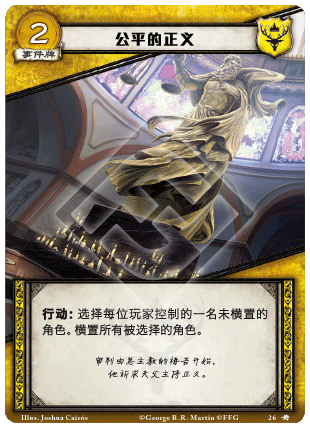 2
事件牌
公平的正义
行动: 选择每位玩家控制的一名未横置的
角色。横置所有被选择的角色。
审判由总主教的祷告开始,
他祈求天父主持正义。
Illus. Joshua Cairós
©George R.R. Martin ©FFG
26